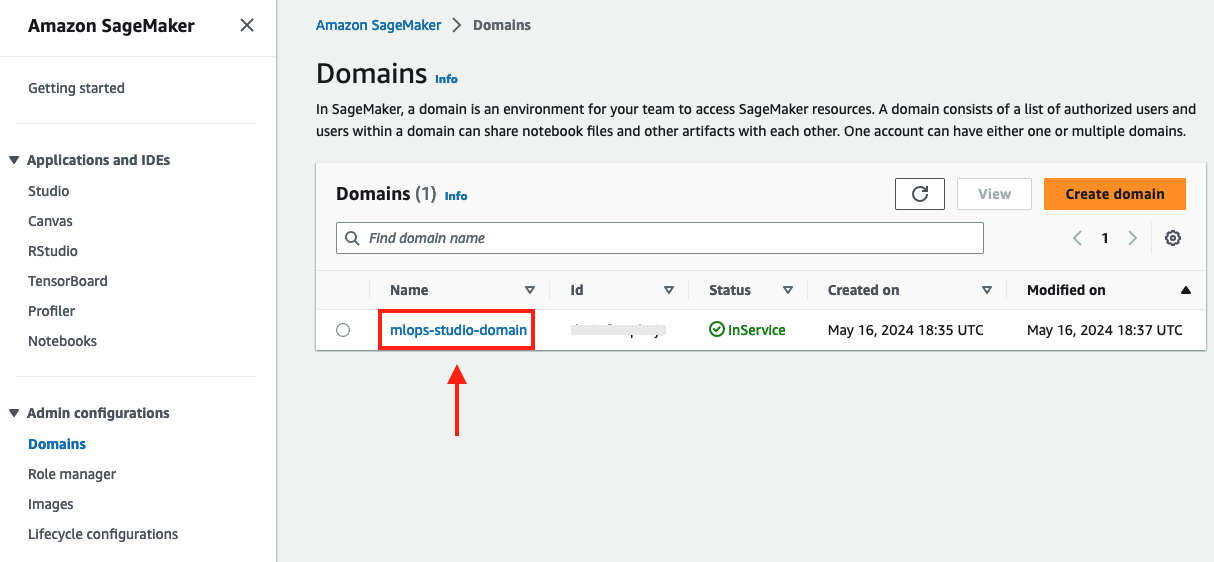 Amazon SageMaker
Getting started
Applications and IDEs
Studio
Canvas
RStudio
TensorBoard
Profiler
Notebooks
Admin configurations
Domains
Role manager
Images
Lifecycle configurations
Amazon SageMaker > Domains
Domains Info
In SageMaker, a domain is an environment for your team to access SageMaker resources. A domain consists of a list of authorized users and
users within a domain can share notebook files and other artifacts with each other. One account can have either one or multiple domains.
Domains (1) Info
View
Create domain
Find domain name
1
Name Id Status Created on Modified on
mlops-studio-domain InService May 16, 2024 18:35 UTC May 16, 2024 18:37 UTC